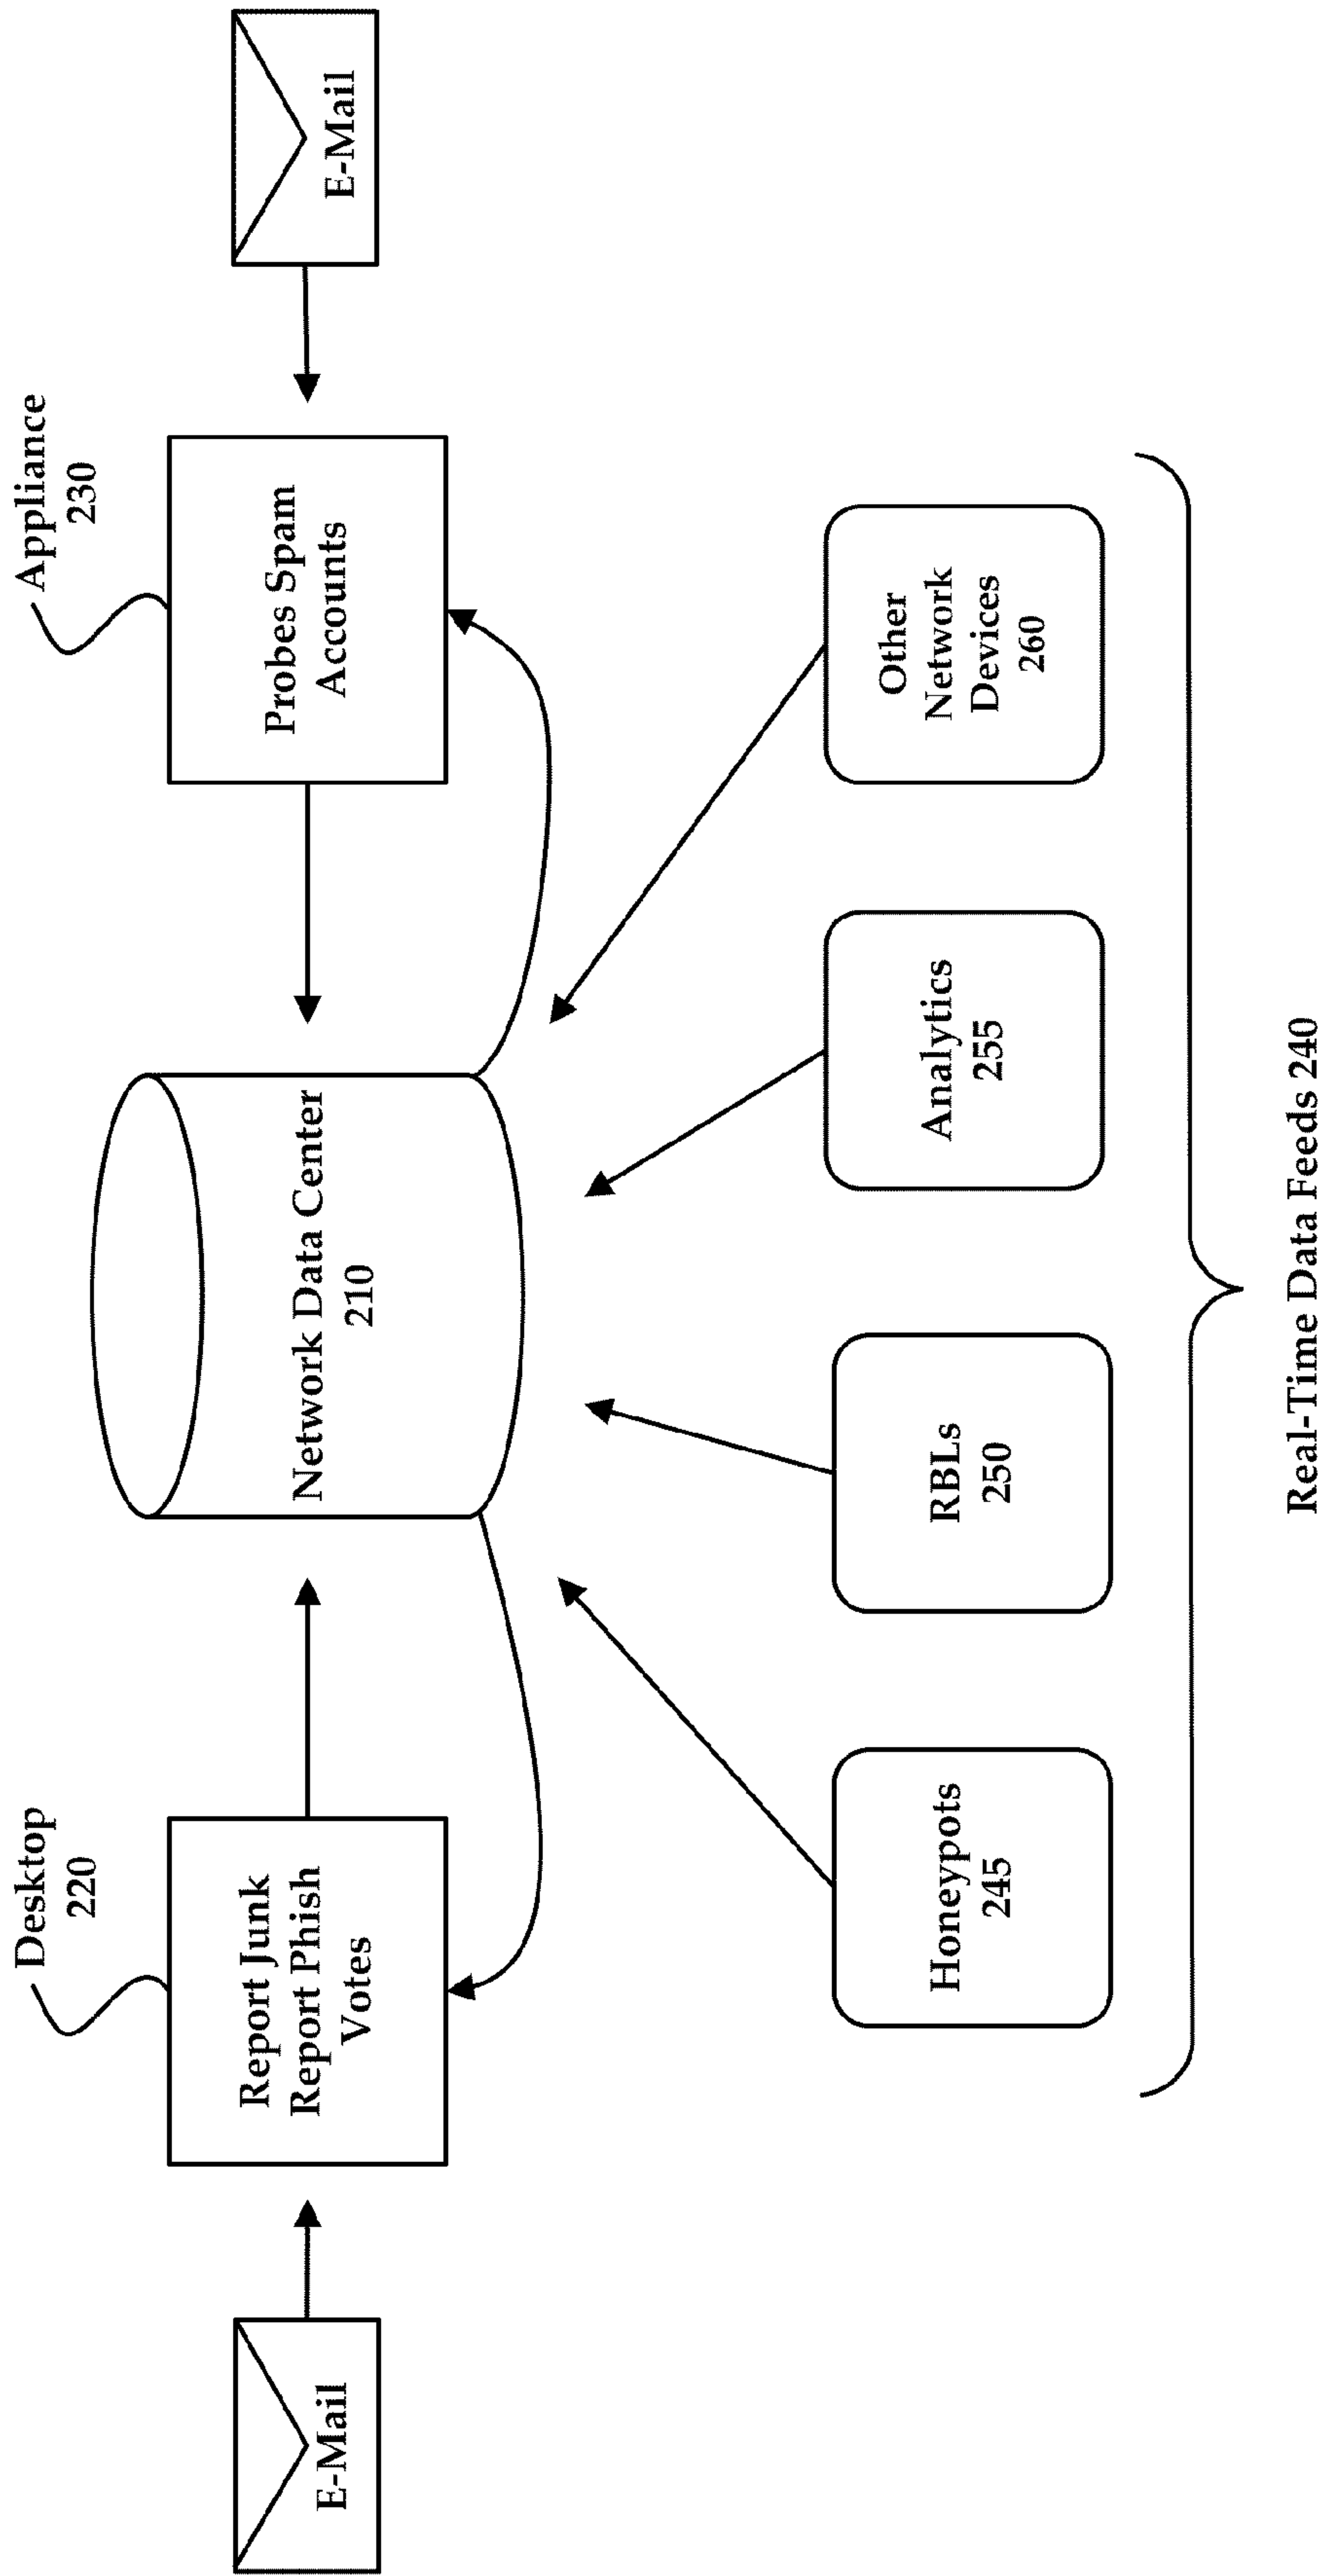 Desktop
220
Appliance
230
E-Mail
Report Junk
Report Phish
Votes
Network Data Center
210
Probes Spam
Accounts
E-Mail
Honeypots
245
RBLs
250
Analytics
255
Other
Network
Devices
260
Real-Time Data Feeds 240